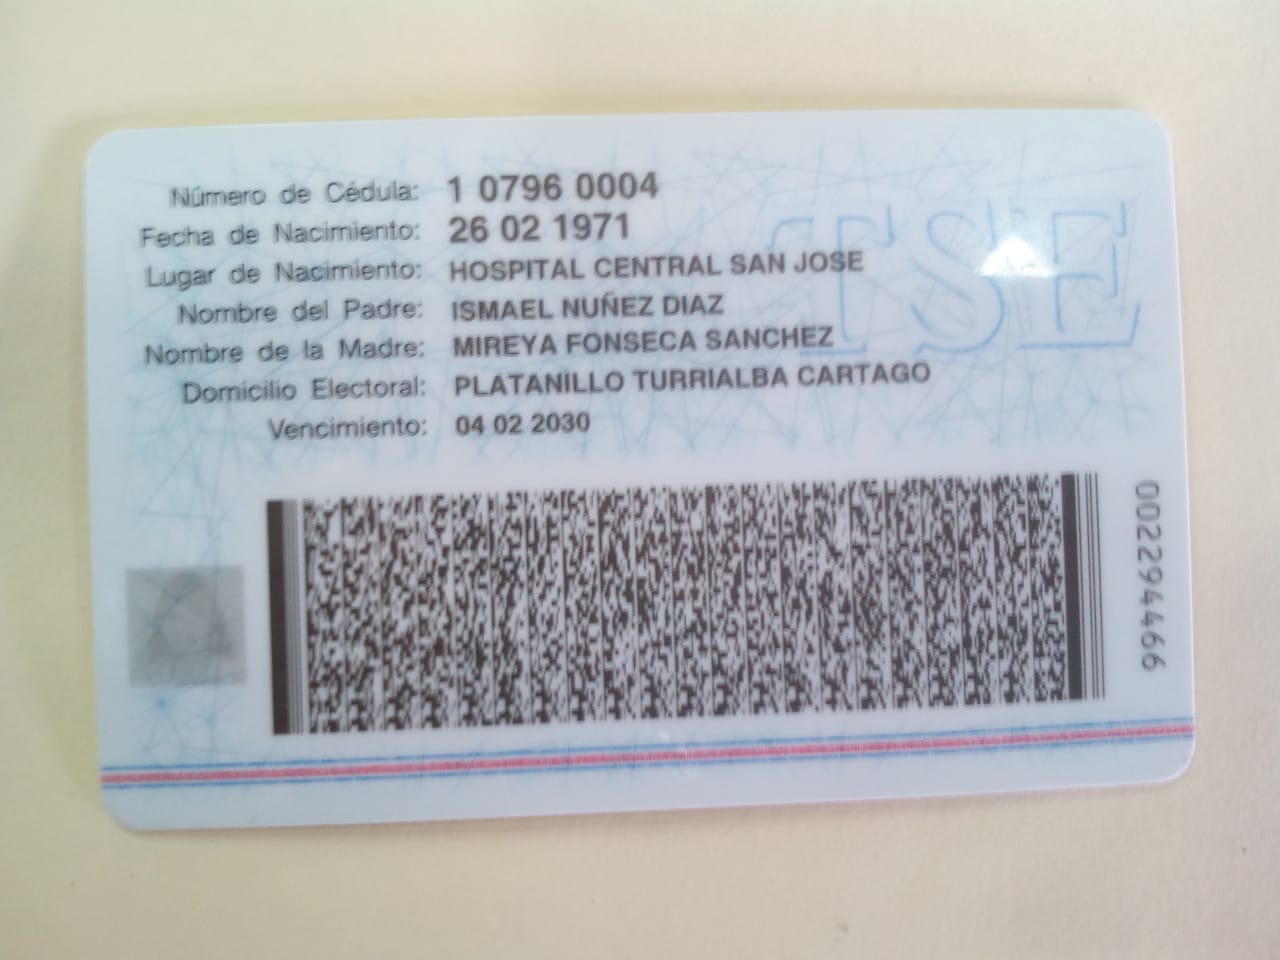 Número de Cédula: 1 0796 0004
Fecha de Nacimiento: 26 02 1971
Lugar de Nacimiento: HOSPITAL CENTRAL SAN JOSE
Nombre del Padre: ISMAEL NUÑEZ DIAZ
Nombre de la Madre: MIREYA FONSECA SANCHEZ
Domicilio Electoral: PLATANILLO TURRIALBA CARTAGO
Vencimiento: 04 02 2030
TSE
002294466